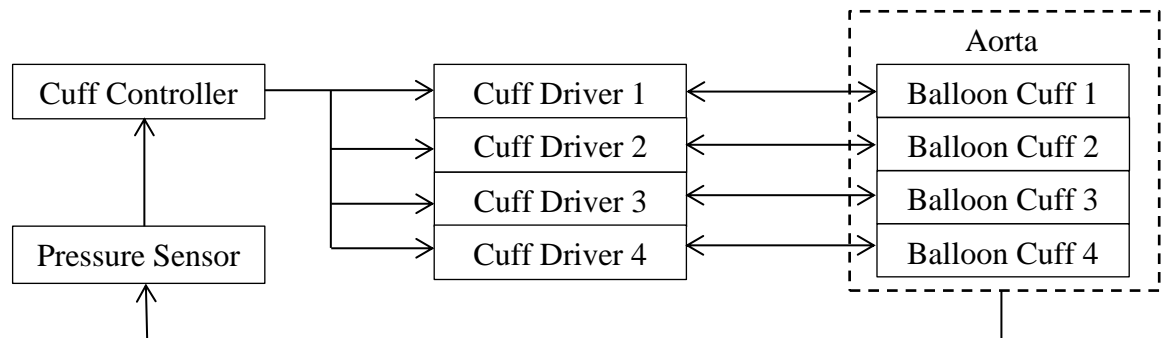 Aorta
Cuff Controller
Cuff Driver 1
Balloon Cuff 1
Cuff Driver 2
Balloon Cuff 2
Cuff Driver 3
Balloon Cuff 3
Pressure Sensor
Cuff Driver 4
Balloon Cuff 4